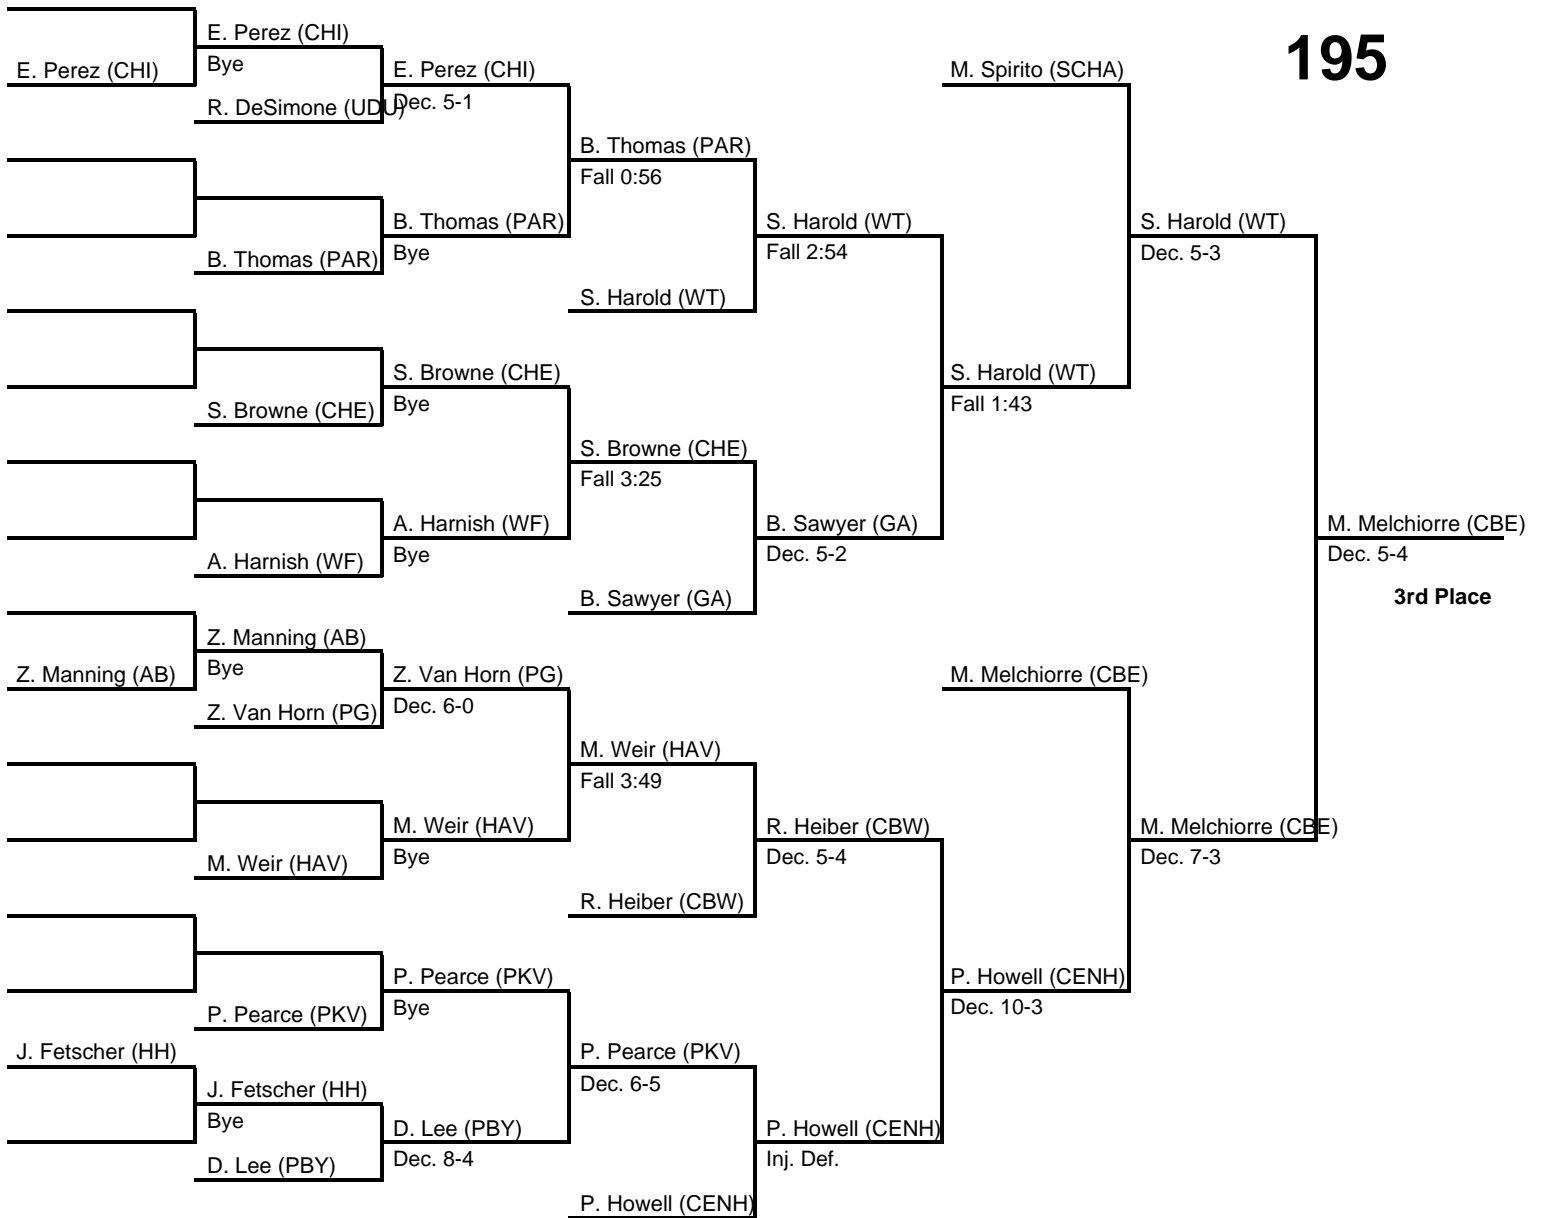 195
E. Perez (CHI)
E. Perez (CHI)
Bye
R. DeSimone (UDU)
E. Perez (CHI)
Dec. 5-1
B. Thomas (PAR)
B. Thomas (PAR)
Bye
B. Thomas (PAR)
Fall 0:56
S. Harold (WT)
S. Harold (WT)
Fall 2:54
S. Browne (CHE)
S. Browne (CHE)
Bye
A. Harnish (WF)
A. Harnish (WF)
Bye
S. Browne (CHE)
Fall 3:25
B. Sawyer (GA)
B. Sawyer (GA)
Dec. 5-2
S. Harold (WT)
Fall 1:43
M. Spirito (SCHA)
S. Harold (WT)
Dec. 5-3
Z. Manning (AB)
Z. Manning (AB)
Bye
Z. Van Horn (PG)
Z. Van Horn (PG)
Dec. 6-0
M. Weir (HAV)
M. Weir (HAV)
Bye
M. Weir (HAV)
Fall 3:49
R. Heiber (CBW)
R. Heiber (CBW)
Dec. 5-4
P. Pearce (PKV)
P. Pearce (PKV)
Bye
J. Fetscher (HH)
J. Fetscher (HH)
Bye
D. Lee (PBY)
D. Lee (PBY)
Dec. 8-4
P. Pearce (PKV)
Dec. 6-5
P. Howell (CENH)
P. Howell (CENH)
Inj. Def.
P. Howell (CENH)
Dec. 10-3
M. Melchiorre (CBE)
M. Melchiorre (CBE)
Dec. 7-3
M. Melchiorre (CBE)
Dec. 5-4
3rd Place